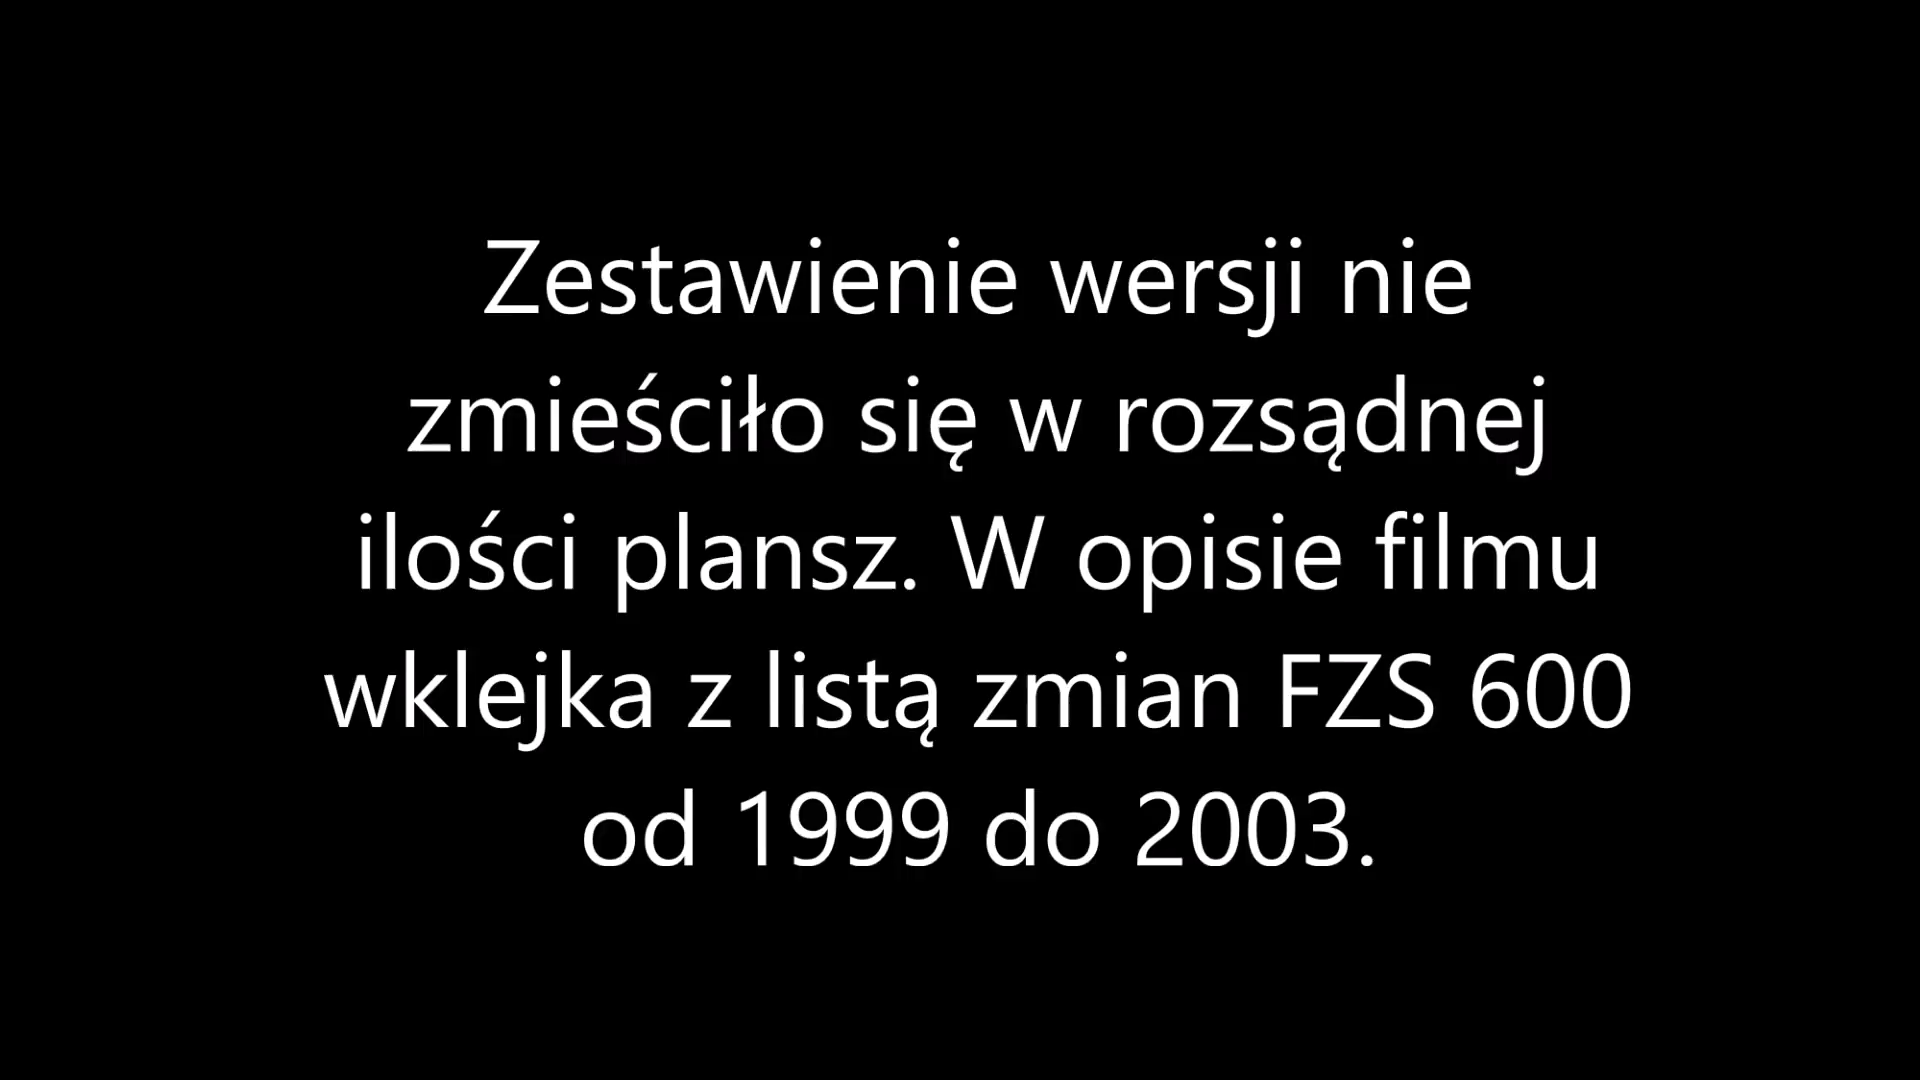 Zestawienie wersji nie
zmieściło się w rozsądnej
ilości plansz. W opisie filmu
wklejka z listą zmian FZS 600
od 1999 do 2003.